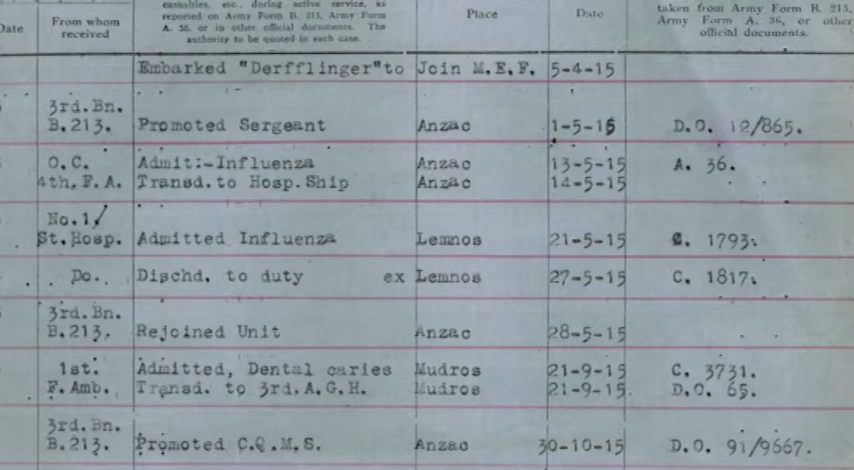 casualties, etc., during active service, as
reported on Army Form B. 213, Army Form
A. 36, or in other official documents. The
authority to be quoted in each case.
Date
From whom
received
Place
Date
taken from Army Form B. 213,
Army Form A. 36, or other
official documents.
Embarked "Derfflinger"to Join M.E.F. 5-4-15
3rd.Bn.
B.213. Promoted Sergeant Anzac 1-5-15 D.O. 12/865.
O.C. Admit:-Influenza Anzac 13-5-15 A. 36.
4th.F.A. Transd.to Hosp.Ship Anzac 14-5-15
No.1/
St.Hosp. Admitted Influenza Lemnos 21-5-15 C. 1793.
Do. Dischd. to duty ex Lemnos 27-5-15 C. 1817.
3rd.Bn.
B.213. Rejoined Unit Anzac 28-5-15
1st. Admitted, Dental caries Mudros 21-9-15 C. 3731.
F.Amb. Transd. to 3rd.A.G.H. Mudros 21-9-15. D.O. 65.
3rd.Bn.
B.213. Promoted C.Q.M.S. Anzac 30-10-15 D.O. 91/9667.